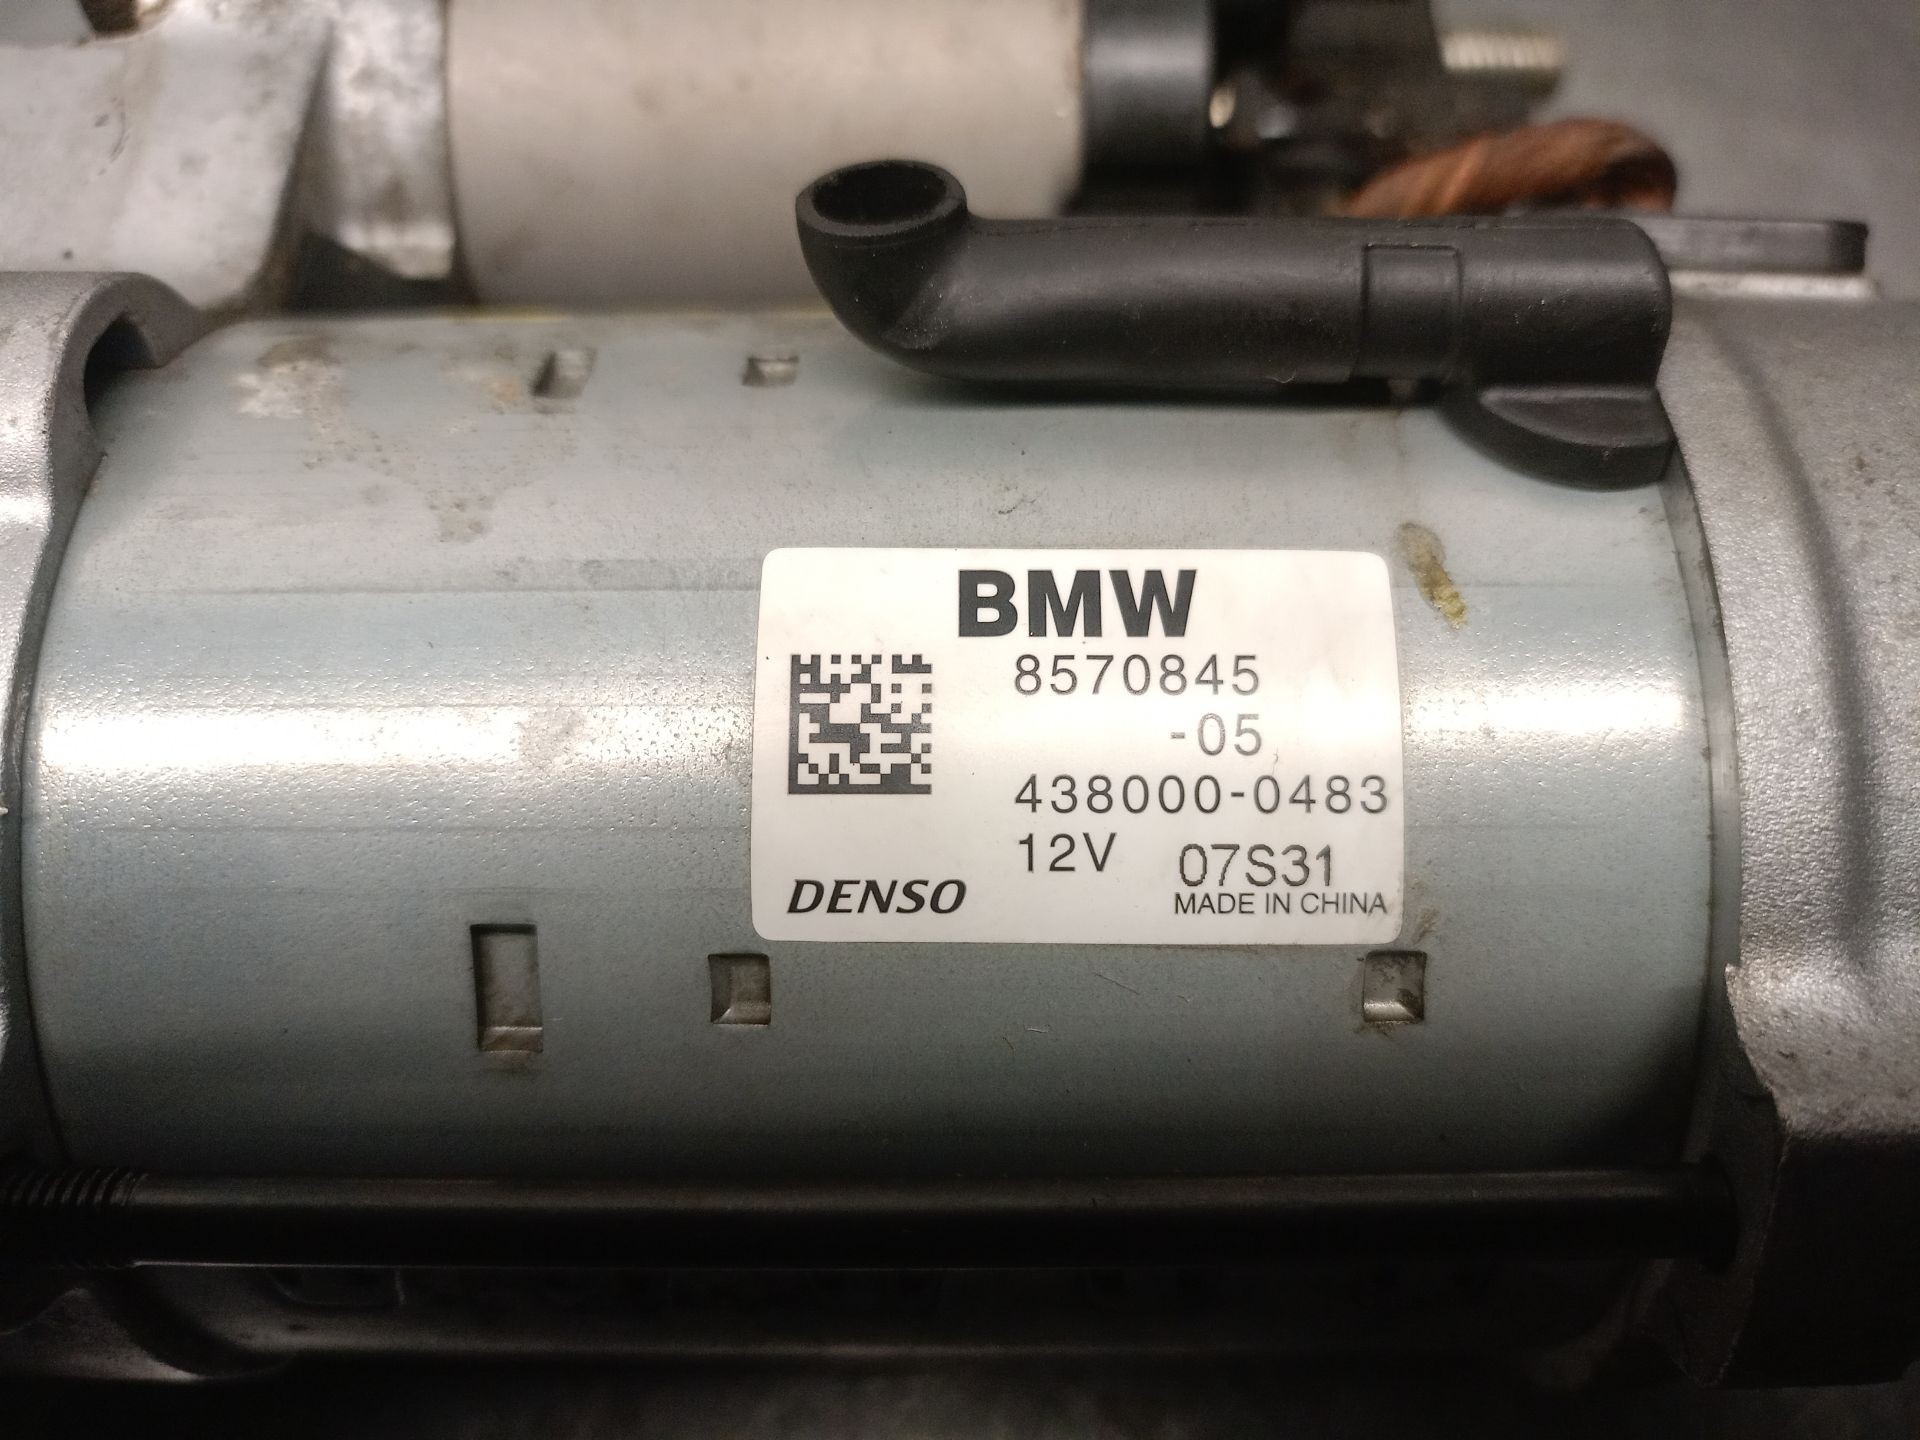 BMW
8570845
-05
438000-0483
12V 07S31
DENSO MADE IN CHINA